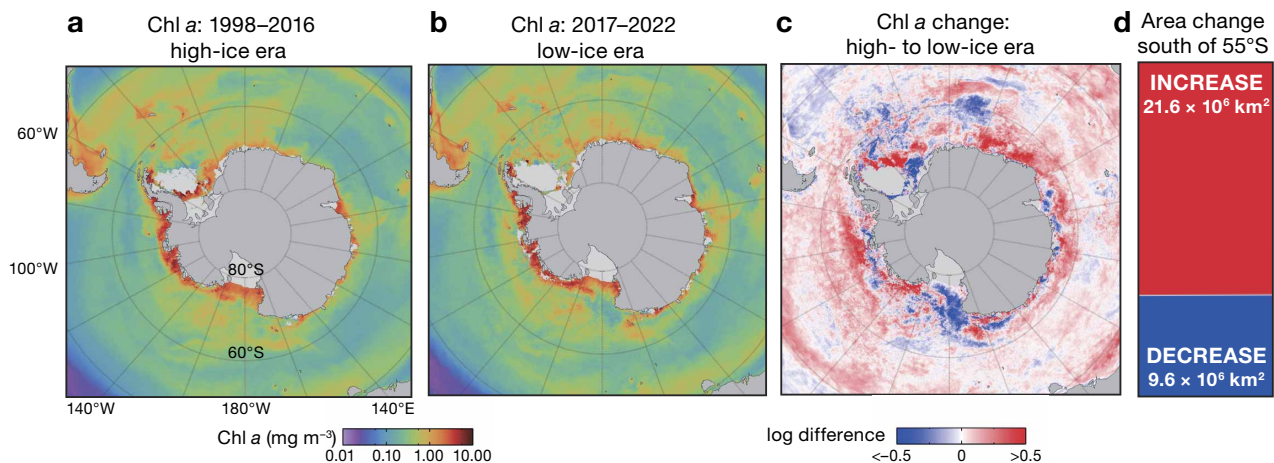 a
Chl a: 1998–2016
high-ice era
b
Chl a: 2017–2022
low-ice era
c
Chl a change:
high- to low-ice era
d
Area change
south of 55°S
60°W
100°W
140°W
180°W
140°E
80°S
60°S
INCREASE
21.6 × 10⁶ km²
DECREASE
9.6 × 10⁶ km²
Chl a (mg m⁻³)
0.01 0.10 1.00 10.00
log difference
<−0.5 0 >0.5